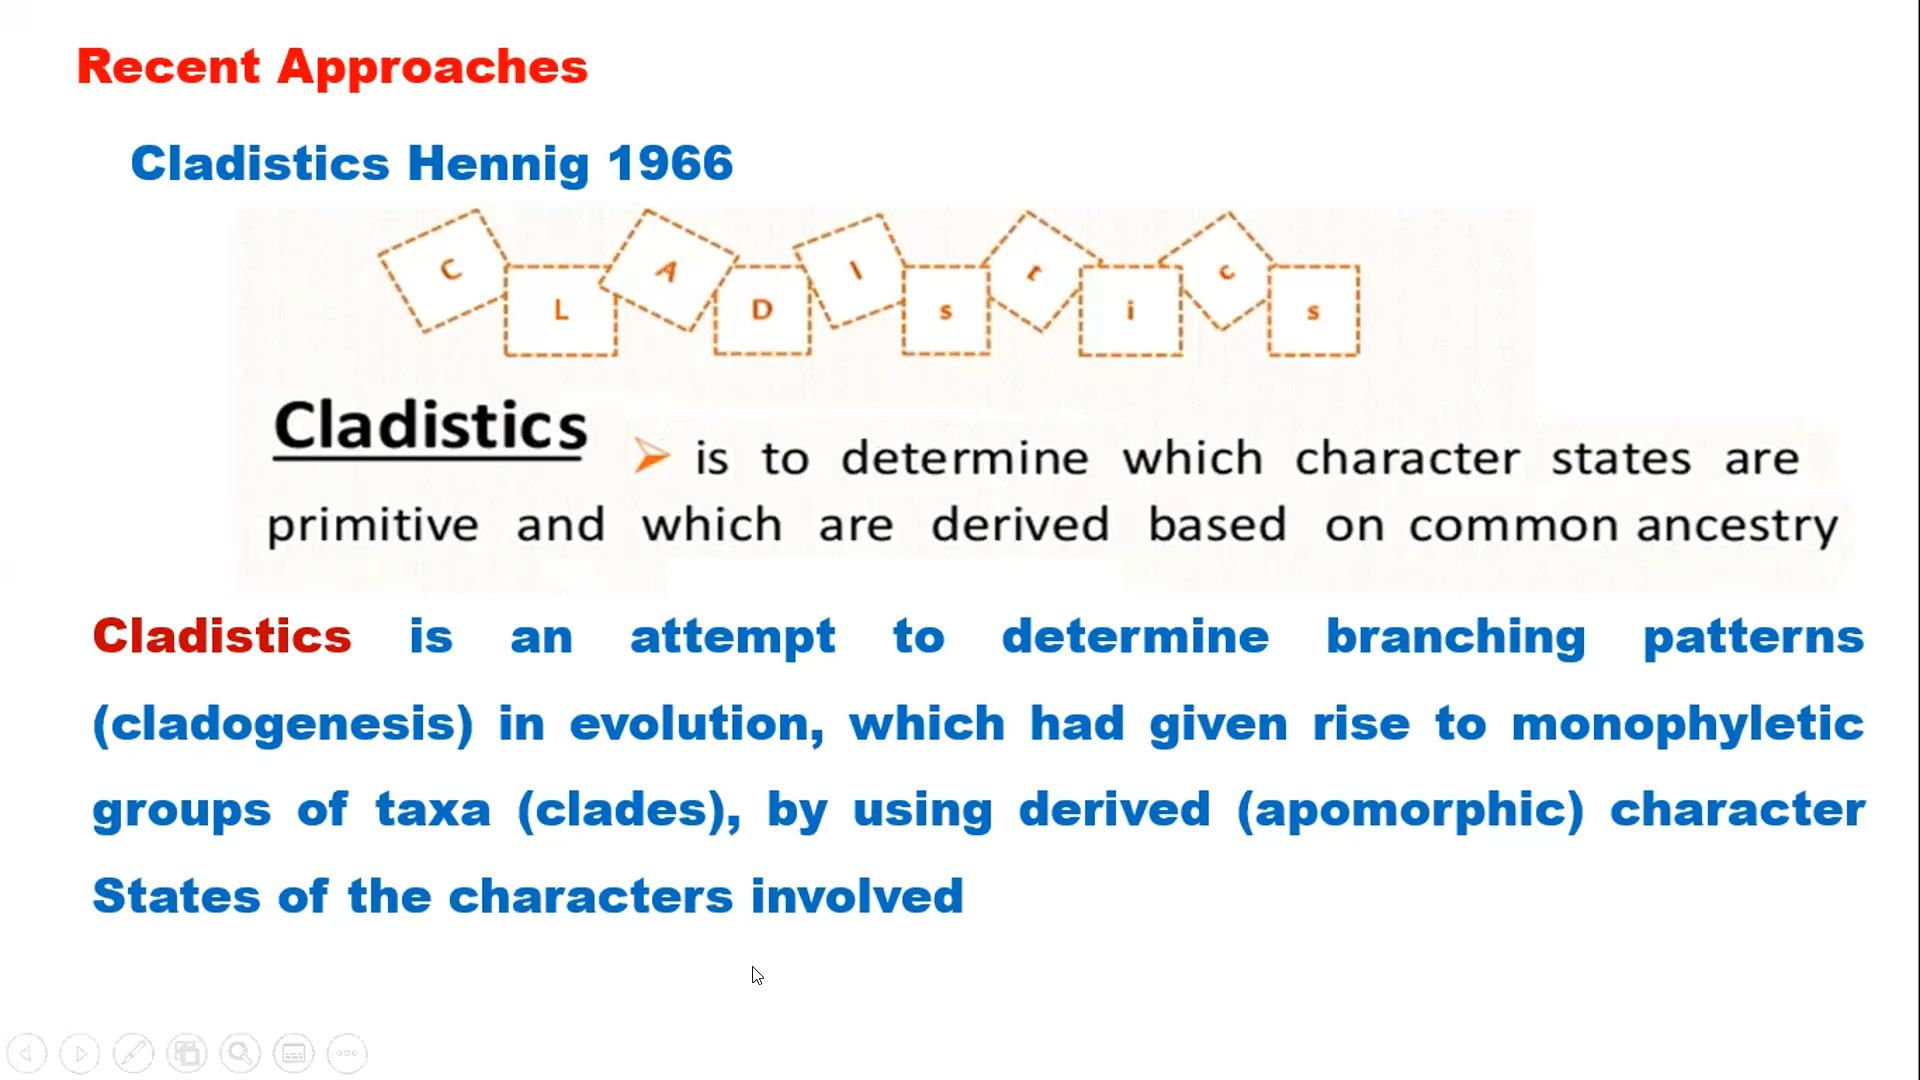 Recent Approaches
Cladistics Hennig 1966
C L A D I s t i c s
Cladistics ➢ is to determine which character states are
primitive and which are derived based on common ancestry
Cladistics is an attempt to determine branching patterns
(cladogenesis) in evolution, which had given rise to monophyletic
groups of taxa (clades), by using derived (apomorphic) character
States of the characters involved